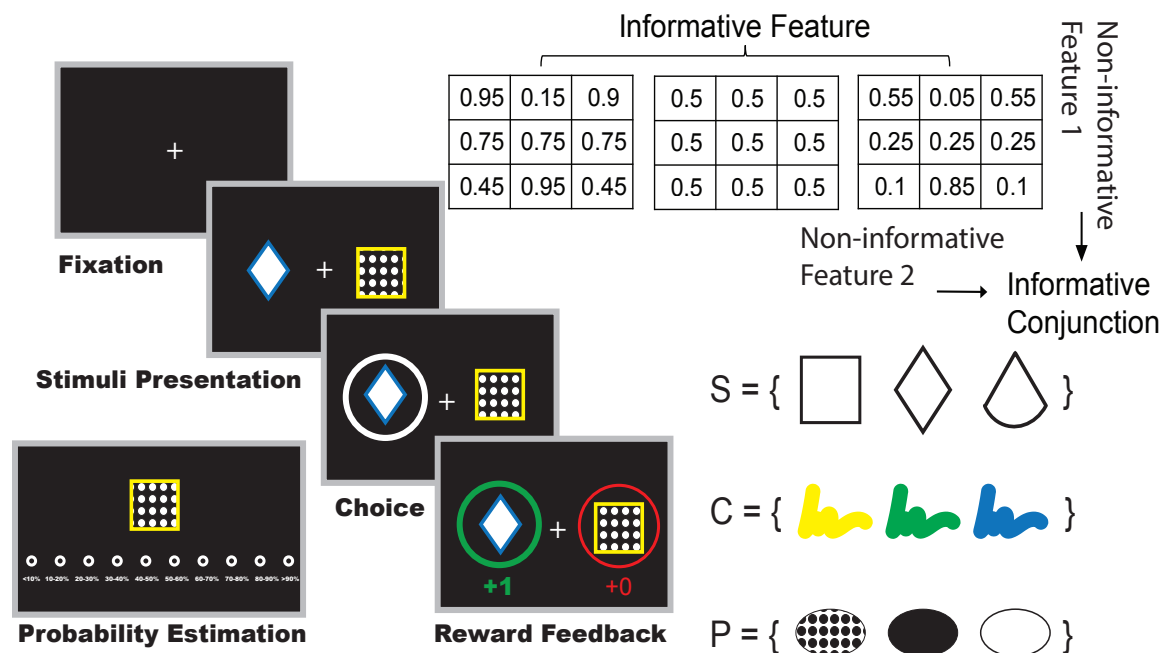 Informative Feature
0.95 0.15 0.9
0.75 0.75 0.75
0.45 0.95 0.45
0.5 0.5 0.5
0.5 0.5 0.5
0.5 0.5 0.5
0.55 0.05 0.55
0.25 0.25 0.25
0.1 0.85 0.1
Non-informative
Feature 1
Non-informative
Feature 2
Informative
Conjunction
+
Fixation
+
Stimuli Presentation
+
Choice
+
+1 +0
Reward Feedback
<10% 10-20% 20-30% 30-40% 40-50% 50-60% 60-70% 70-80% 80-90% >90%
Probability Estimation
S = { }
C = { }
P = { }